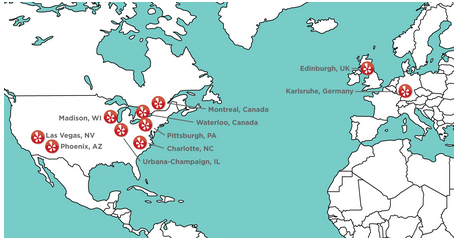 Edinburgh, UK
Karlsruhe, Germany
Montreal, Canada
Madison, WI
Waterloo, Canada
Las Vegas, NV
Pittsburgh, PA
Phoenix, AZ
Charlotte, NC
Urbana-Champaign, IL